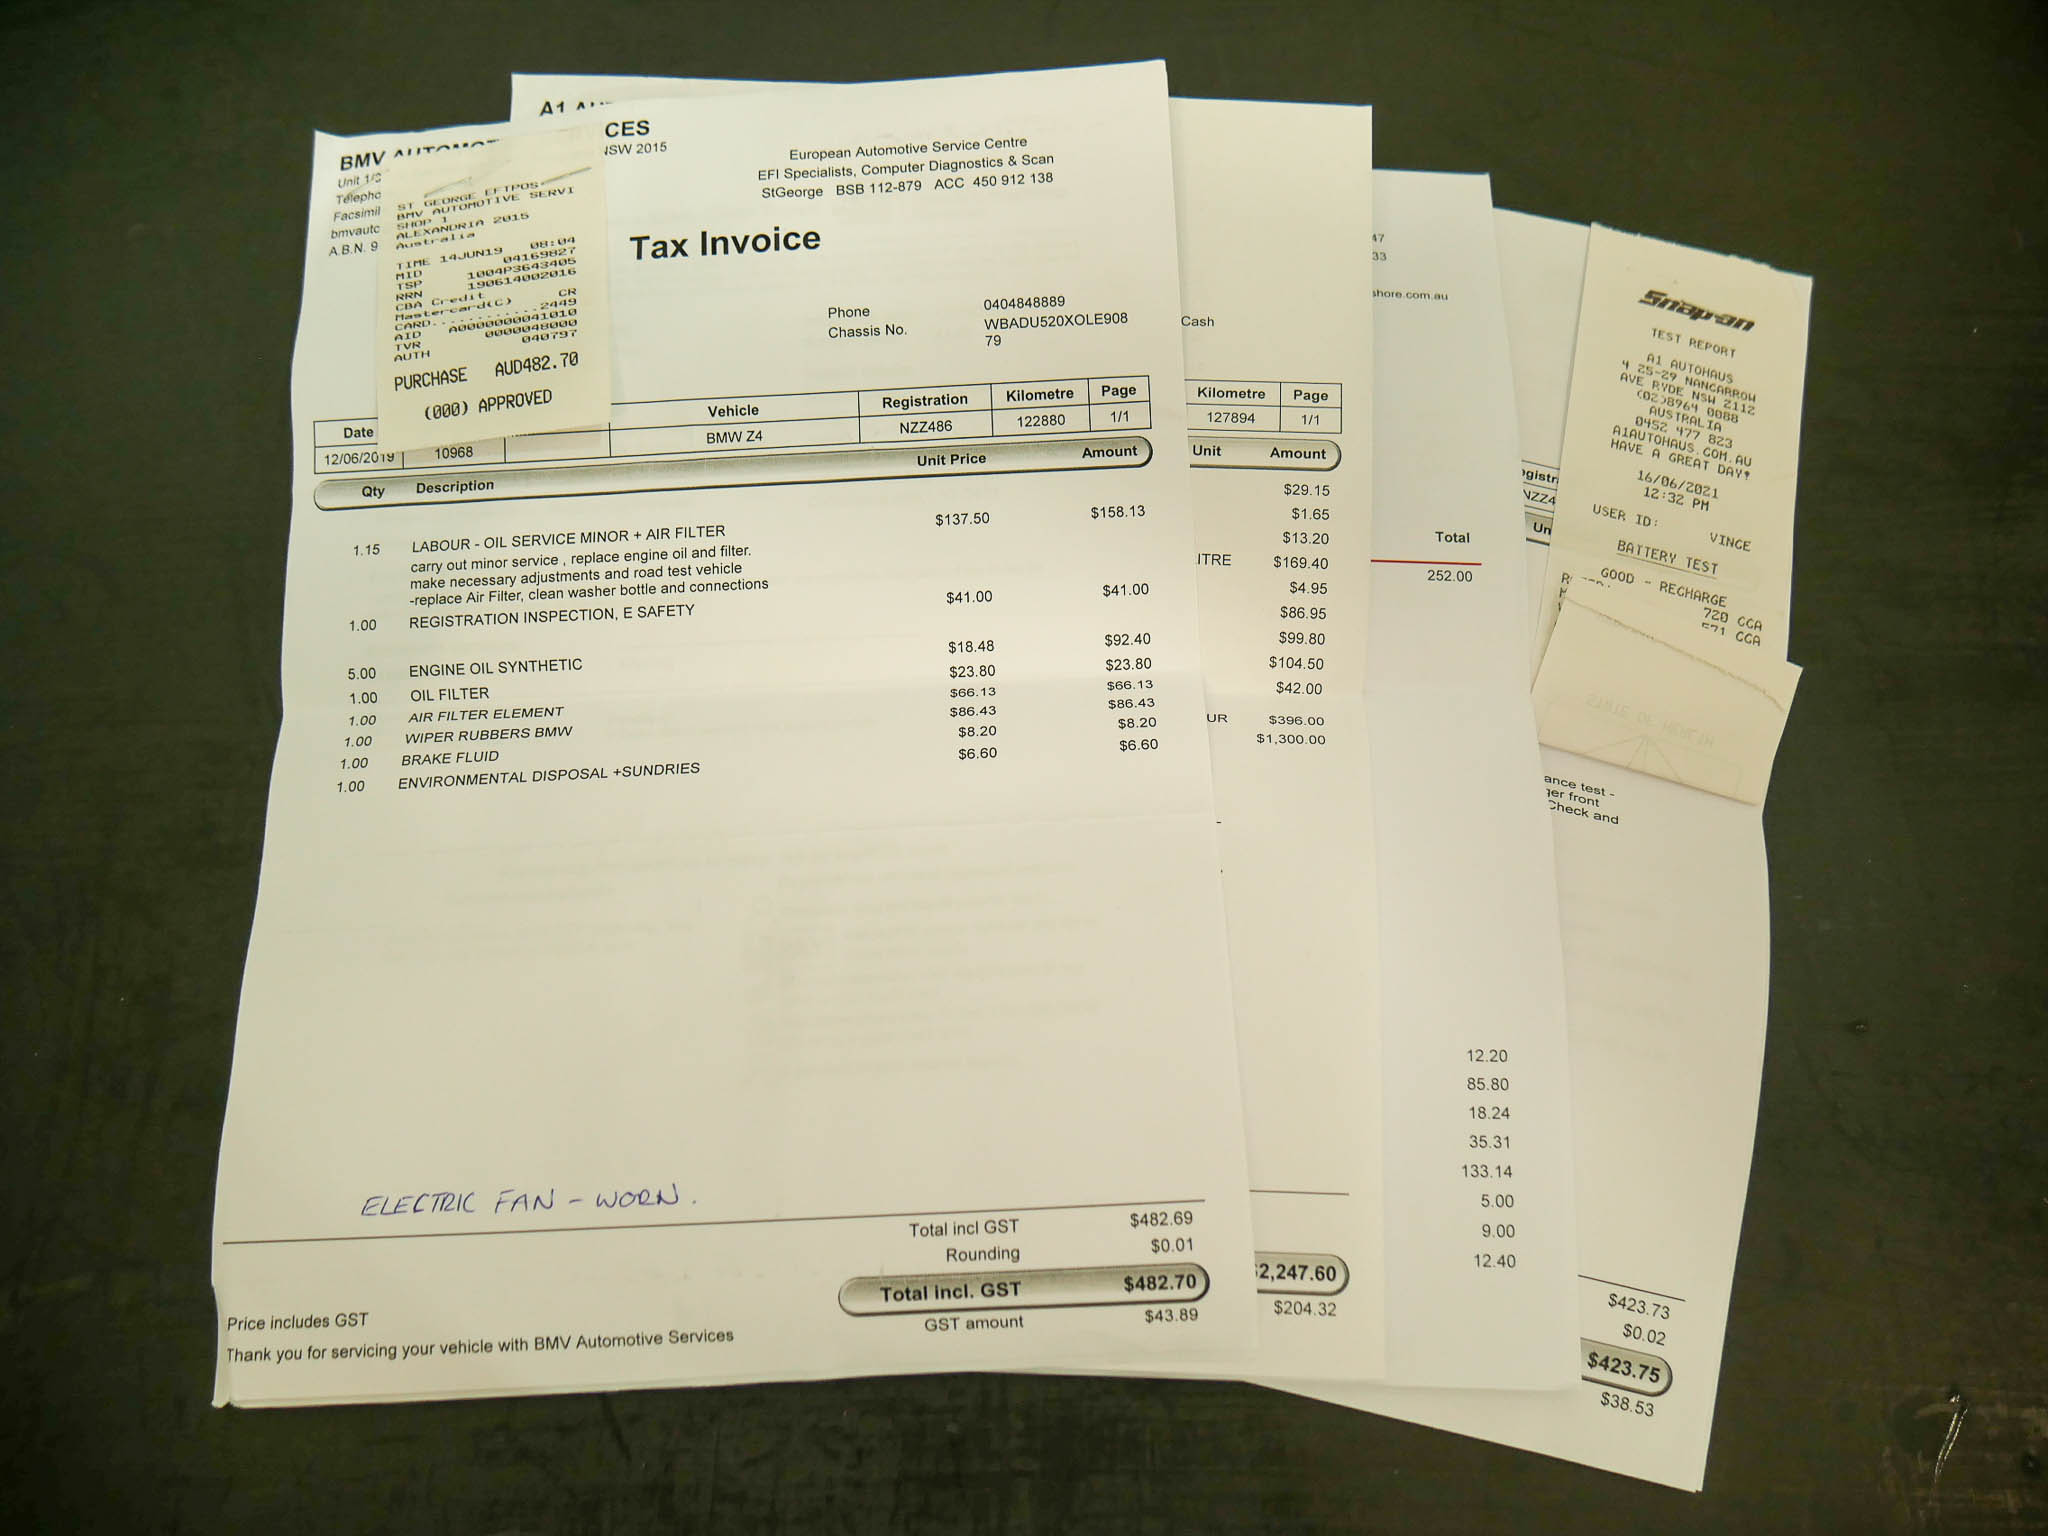 BMV
CES
NSW 2015
Unit 1/
A.B.N. 9
European Automotive Service Centre
EFI Specialists, Computer Diagnostics & Scan
StGeorge BSB 112-879 ACC 450 912 138
ST GEORGE EFTPOS
BMV AUTOMOTIVE SERVI
SHOP 1
ALEXANDRIA 2015
Australia
TIME 14JUN19 08:04
MID 04169827
TSP 1004P3643405
RRN 190614002016
CBA Credit CR
Mastercard(C)
CARD............2449
AID A0000000041010
TVR 0000048000
AUTH 040797
PURCHASE AUD482.70
(000) APPROVED
Tax Invoice
Phone 0404848889
Chassis No. WBADU520XOLE908
79
Date Vehicle Registration Kilometre Page
12/06/2019 10968 BMW Z4 NZZ486 122880 1/1
Qty Description Unit Price Amount
1.15 LABOUR - OIL SERVICE MINOR + AIR FILTER $137.50 $158.13
carry out minor service , replace engine oil and filter.
make necessary adjustments and road test vehicle
-replace Air Filter, clean washer bottle and connections
1.00 REGISTRATION INSPECTION, E SAFETY $41.00 $41.00
5.00 ENGINE OIL SYNTHETIC $18.48 $92.40
1.00 OIL FILTER $23.80 $23.80
1.00 AIR FILTER ELEMENT $66.13 $66.13
1.00 WIPER RUBBERS BMW $86.43 $86.43
1.00 BRAKE FLUID $8.20 $8.20
1.00 ENVIRONMENTAL DISPOSAL +SUNDRIES $6.60 $6.60
ELECTRIC FAN - WORN.
Total incl GST $482.69
Rounding $0.01
Total incl. GST $482.70
GST amount $43.89
Price includes GST
Thank you for servicing your vehicle with BMV Automotive Services
A1
Cash
Kilometre Page
127894 1/1
Unit Amount
$29.15
$1.65
$13.20
ITRE $169.40
$4.95
$86.95
$99.80
$104.50
$42.00
UR $396.00
$1,300.00
2,247.60
$204.32
47
33
shore.com.au
Total
252.00
12.20
85.80
18.24
35.31
133.14
5.00
9.00
12.40
gistr
NZZ4
Un
ance test -
ger front
Check and
$423.73
$0.02
$423.75
$38.53
Snap-on
TEST REPORT
A1 AUTOHAUS
4 25-29 NANCARROW
AVE RYDE NSW 2112
(02)8964 0088
AUSTRALIA
0452 477 823
A1AUTOHAUS.COM.AU
HAVE A GREAT DAY!
16/06/2021
12:32 PM
USER ID: VINCE
BATTERY TEST
GOOD - RECHARGE
720 CCA
571 CCA